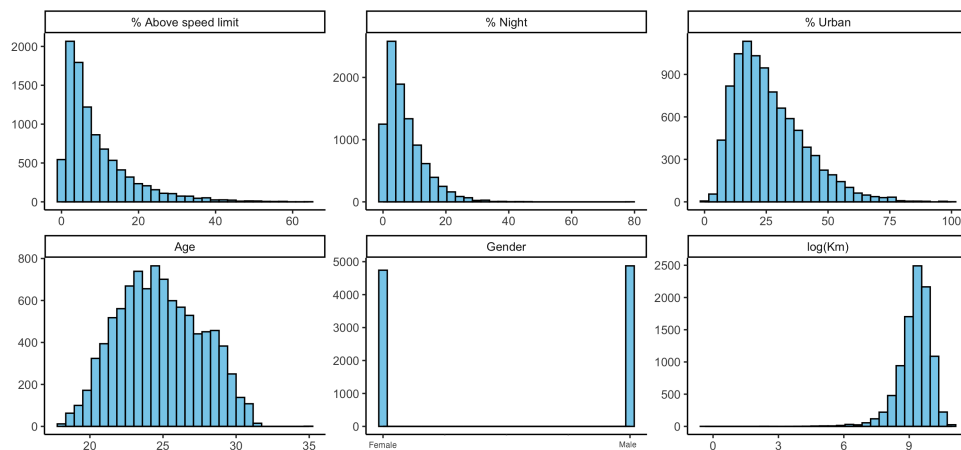 % Above speed limit
% Night
% Urban
2000
1500
1000
500
0
0 20 40 60
2000
1000
0
0 20 40 60 80
900
600
300
0
0 25 50 75 100
Age
Gender
log(Km)
800
600
400
200
0
20 25 30 35
5000
4000
3000
2000
1000
0
Female Male
2500
2000
1500
1000
500
0
0 3 6 9